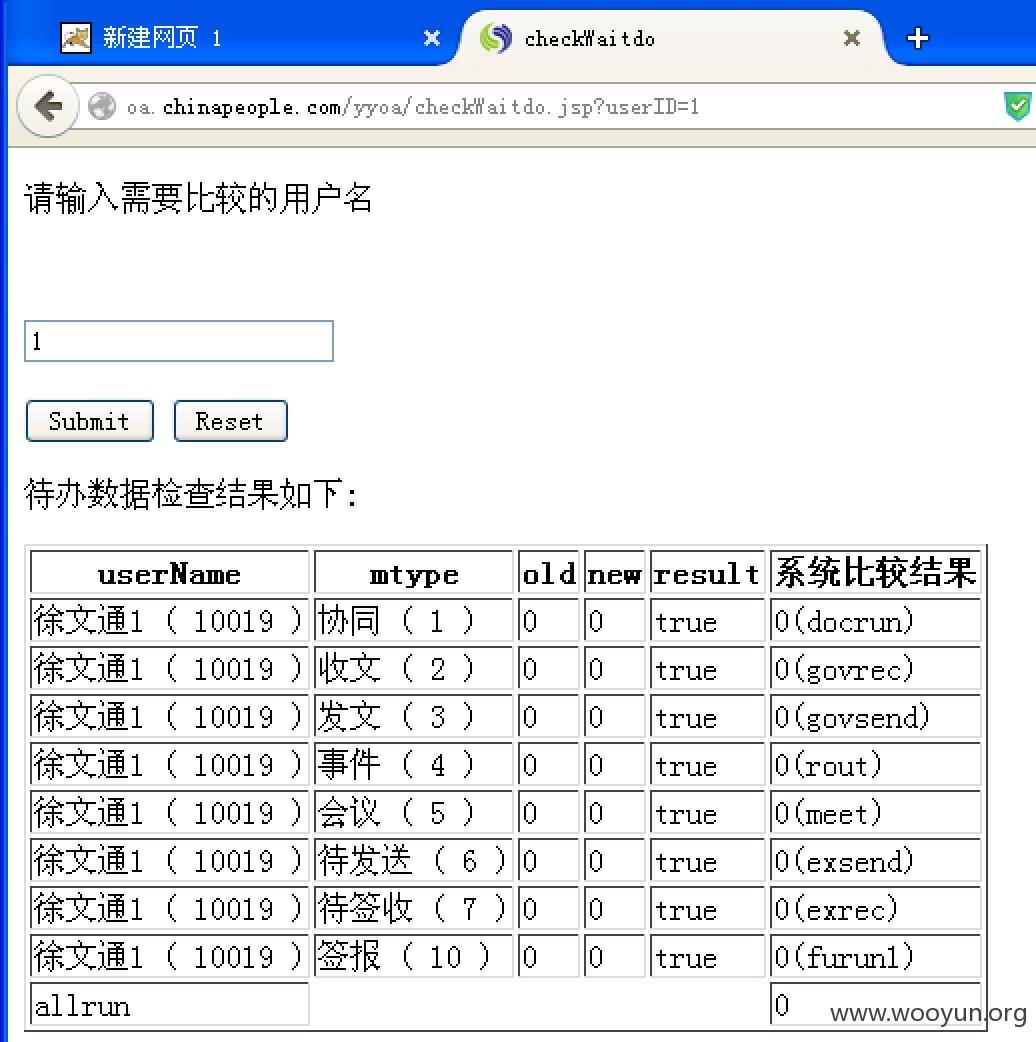 新建网页 1
checkWaitdo
oa.chinapeople.com/yyoa/checkWaitdo.jsp?userID=1
请输入需要比较的用户名
1
Submit Reset
待办数据检查结果如下:
userName mtype old new result 系统比较结果
徐文通1 ( 10019 ) 协同 ( 1 ) 0 0 true 0(docrun)
徐文通1 ( 10019 ) 收文 ( 2 ) 0 0 true 0(govrec)
徐文通1 ( 10019 ) 发文 ( 3 ) 0 0 true 0(govsend)
徐文通1 ( 10019 ) 事件 ( 4 ) 0 0 true 0(rout)
徐文通1 ( 10019 ) 会议 ( 5 ) 0 0 true 0(meet)
徐文通1 ( 10019 ) 待发送 ( 6 ) 0 0 true 0(exsend)
徐文通1 ( 10019 ) 待签收 ( 7 ) 0 0 true 0(exrec)
徐文通1 ( 10019 ) 签报 ( 10 ) 0 0 true 0(furun1)
allrun 0
www.wooyun.org